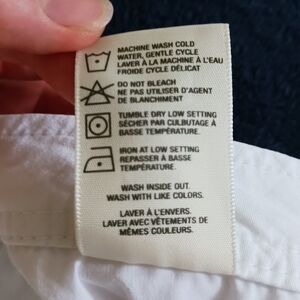 MACHINE WASH COLD
WATER, GENTLE CYCLE
LAVER À LA MACHINE À L'EAU
FROIDE CYCLE DÉLICAT
DO NOT BLEACH
NE PAS UTILISER D'AGENT
DE BLANCHIMENT
TUMBLE DRY LOW SETTING
SÉCHER PAR CULBUTAGE À
BASSE TEMPÉRATURE.
IRON AT LOW SETTING
REPASSER À BASSE
TEMPÉRATURE.
WASH INSIDE OUT.
WASH WITH LIKE COLORS.
LAVER À L'ENVERS.
LAVER AVEC VÊTEMENTS DE
MÊMES COULEURS.